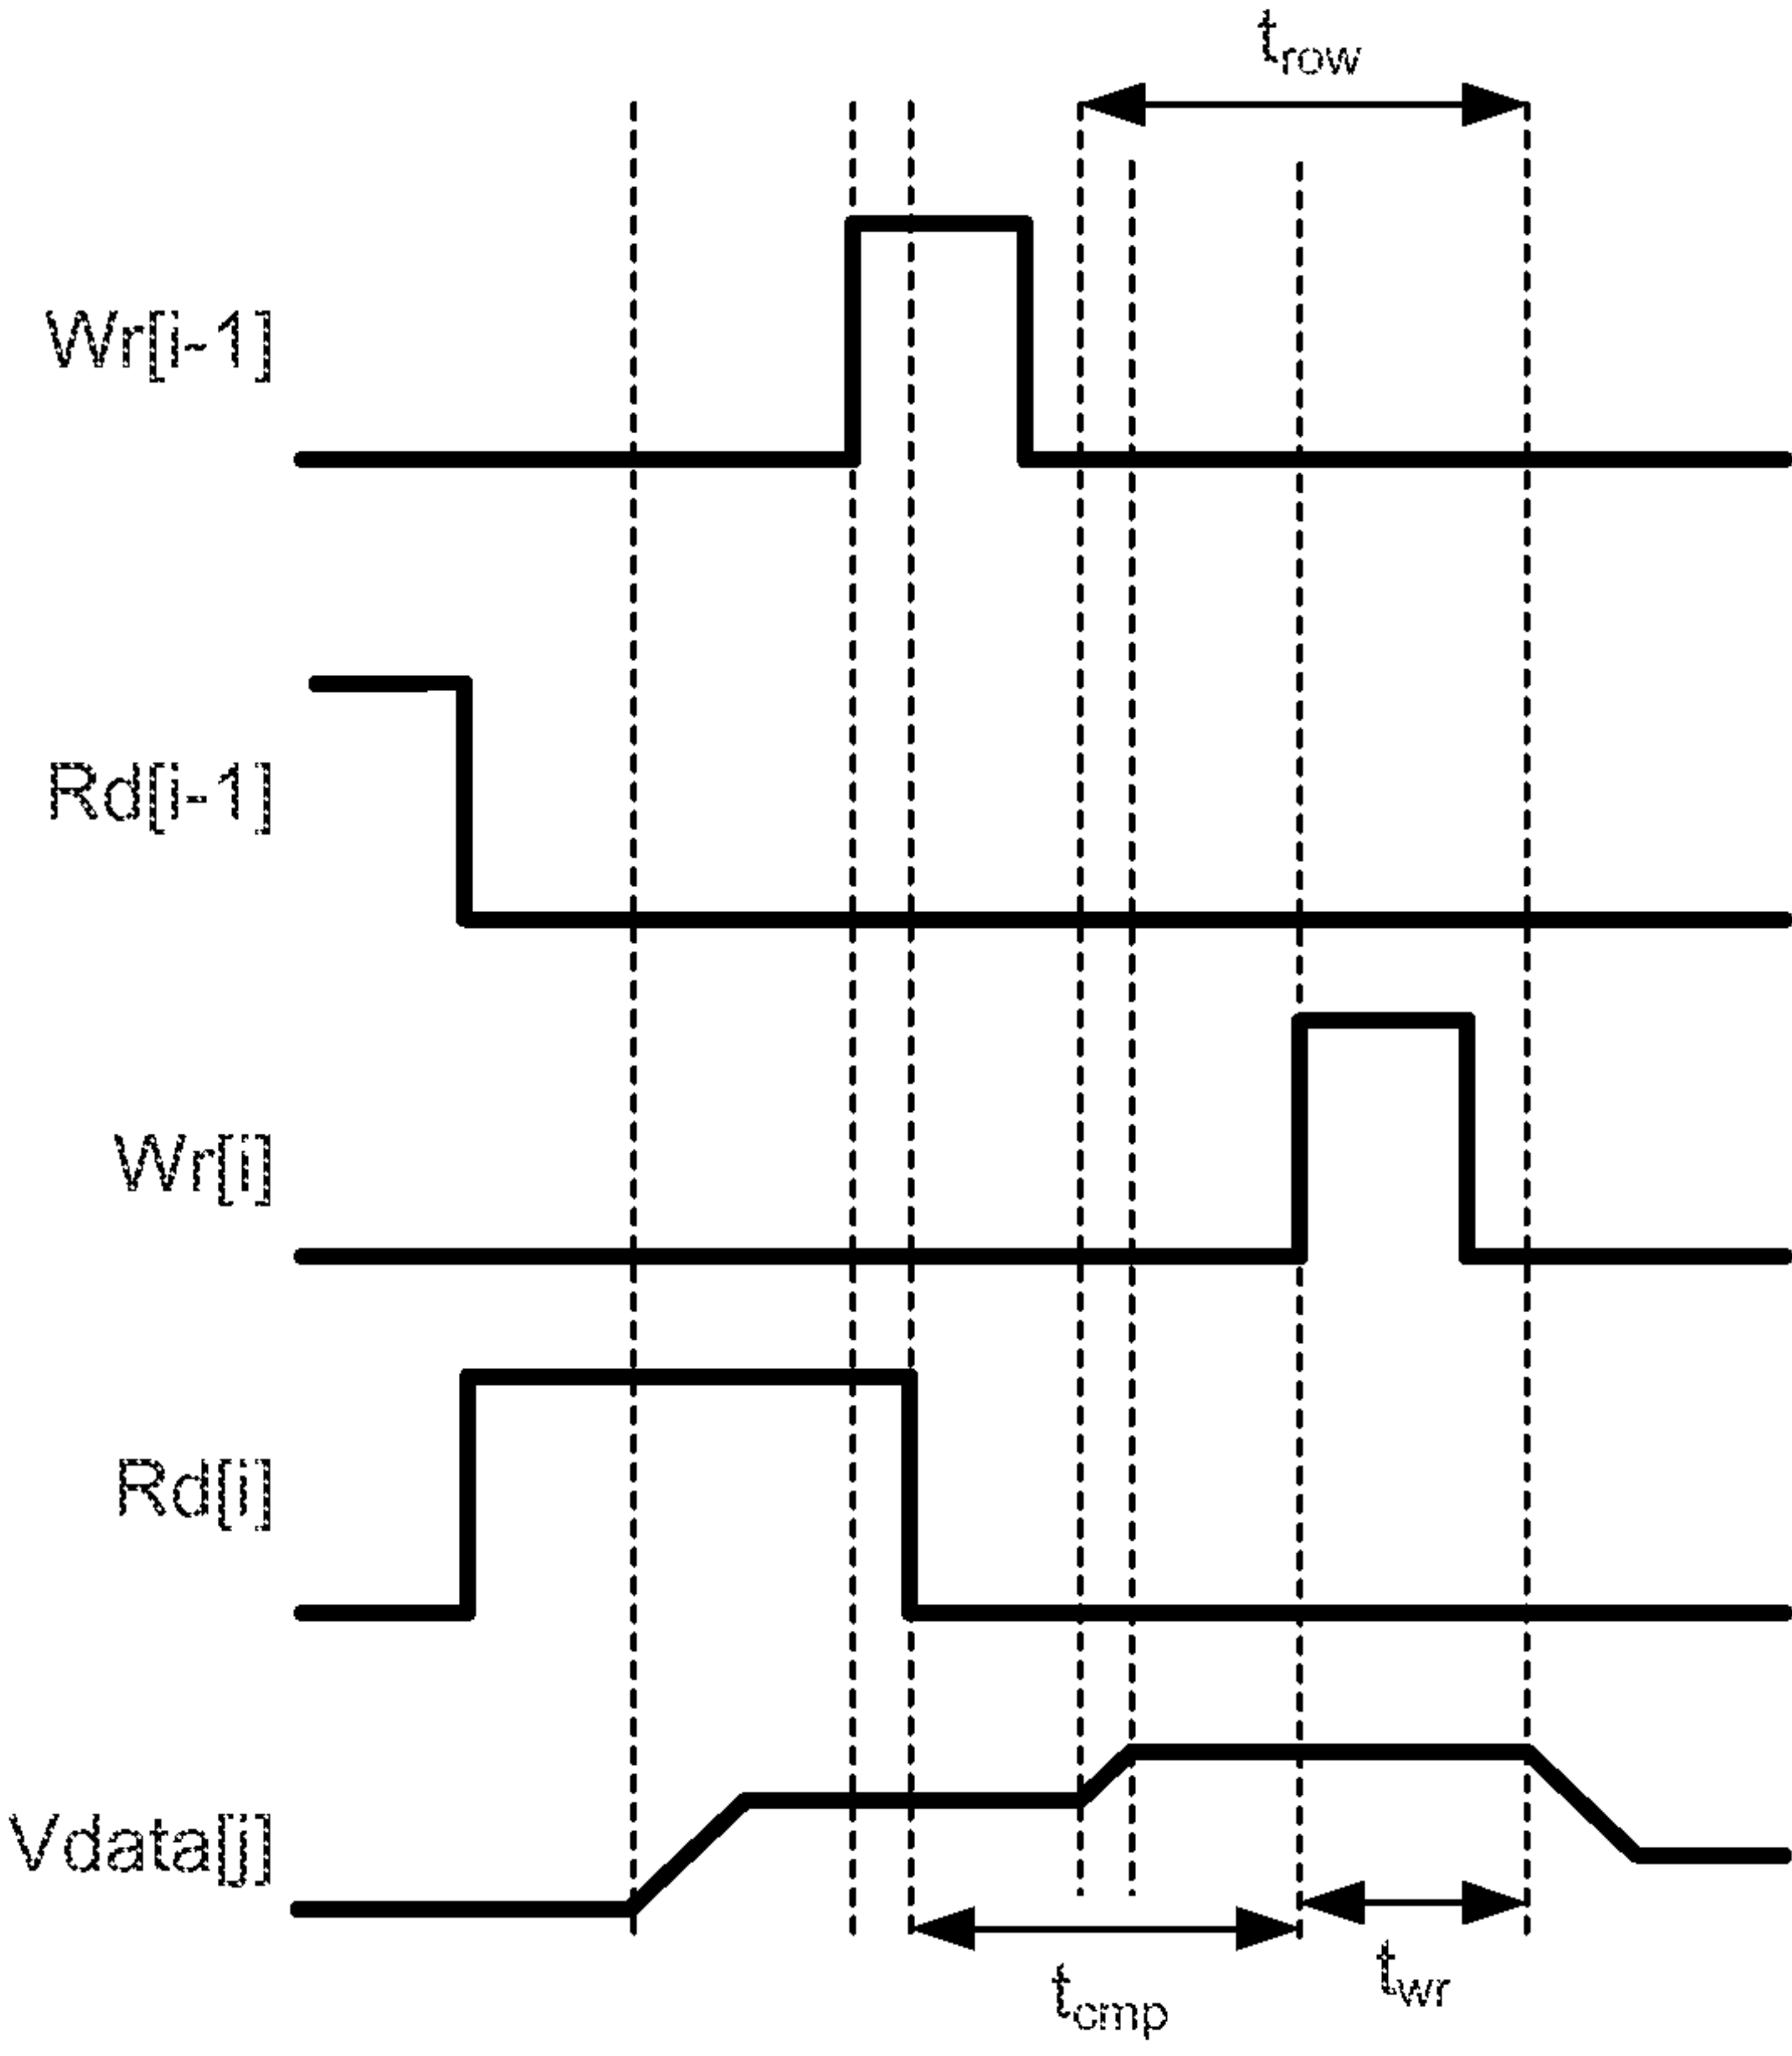 t_row
Wr[i-1]
Rd[i-1]
Wr[i]
Rd[i]
Vdata[j]
t_cmp
t_wr